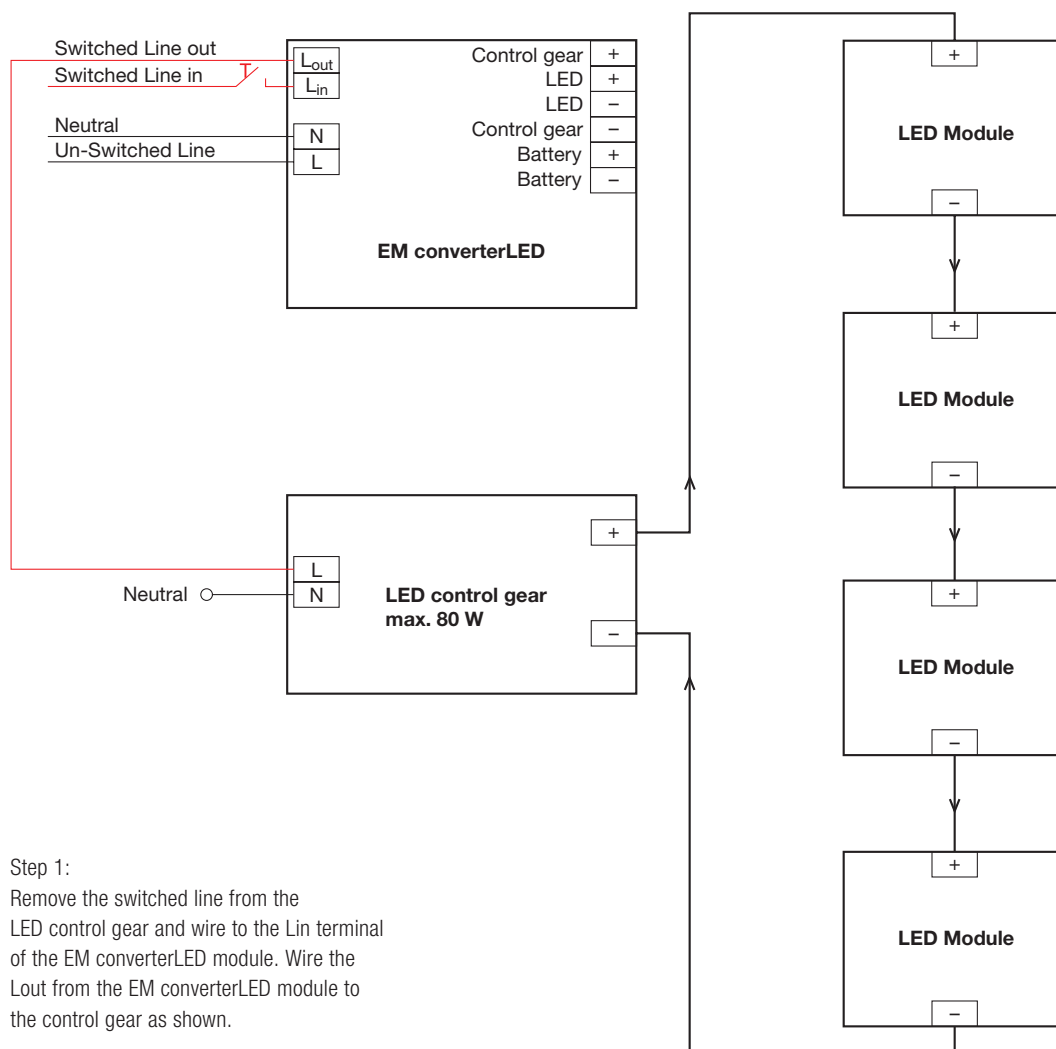 Switched Line out
Switched Line in
Neutral
Un-Switched Line
Lout
Lin
N
L
Control gear +
LED +
LED –
Control gear –
Battery +
Battery –
EM converterLED
L
N
Neutral
LED control gear
max. 80 W
+
–
+
LED Module
–
+
LED Module
–
+
LED Module
–
+
LED Module
–
Step 1:
Remove the switched line from the
LED control gear and wire to the Lin terminal
of the EM converterLED module. Wire the
Lout from the EM converterLED module to
the control gear as shown.